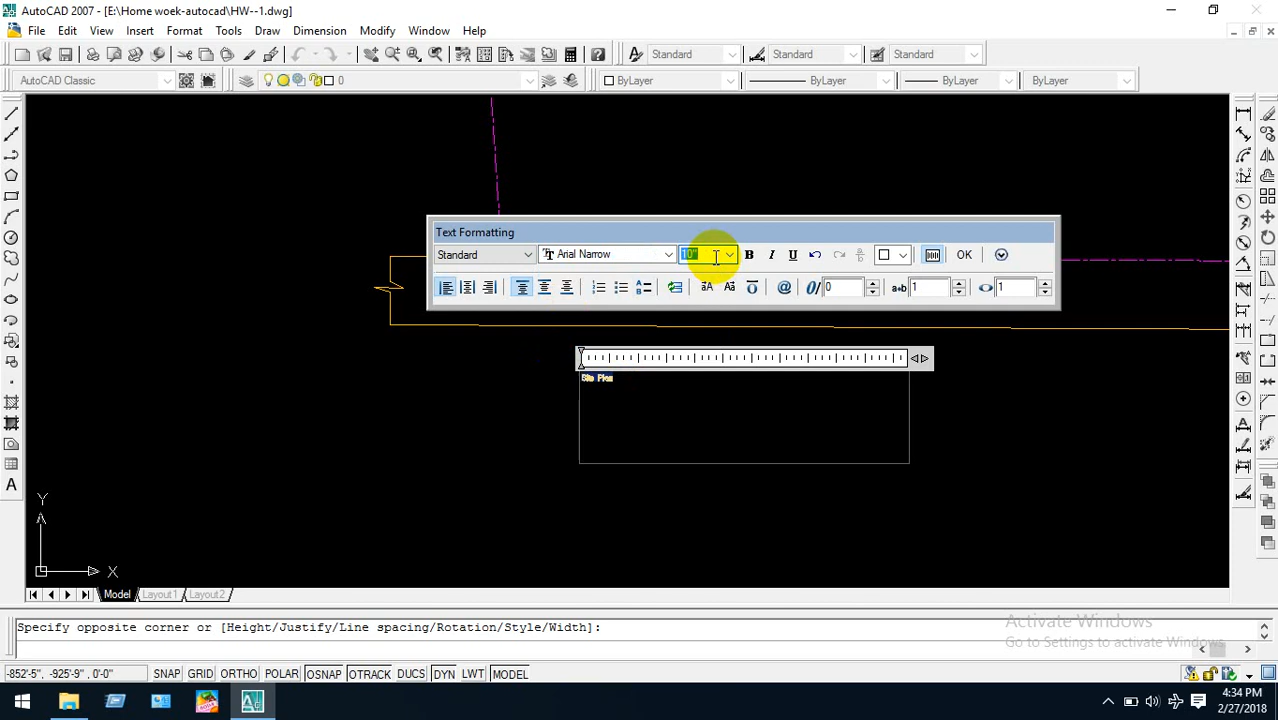 AutoCAD 2007 - [E:\Home woek-autocad\HW--1.dwg]
File Edit View Insert Format Tools Draw Dimension Modify Window Help
Standard Standard Standard
AutoCAD Classic 0 ByLayer ByLayer ByLayer ByLayer
Text Formatting
Standard Arial Narrow 10" B I U OK
@ 0/ 0 a+b 1 1
Site Plan
Y
X
A
Model Layout1 Layout2
Specify opposite corner or [Height/Justify/Line spacing/Rotation/Style/Width]:
Activate Windows
Go to Settings to activate Windows.
-852'-5", -925'-9", 0'-0" SNAP GRID ORTHO POLAR OSNAP OTRACK DUCS DYN LWT MODEL
4:34 PM
2/27/2018